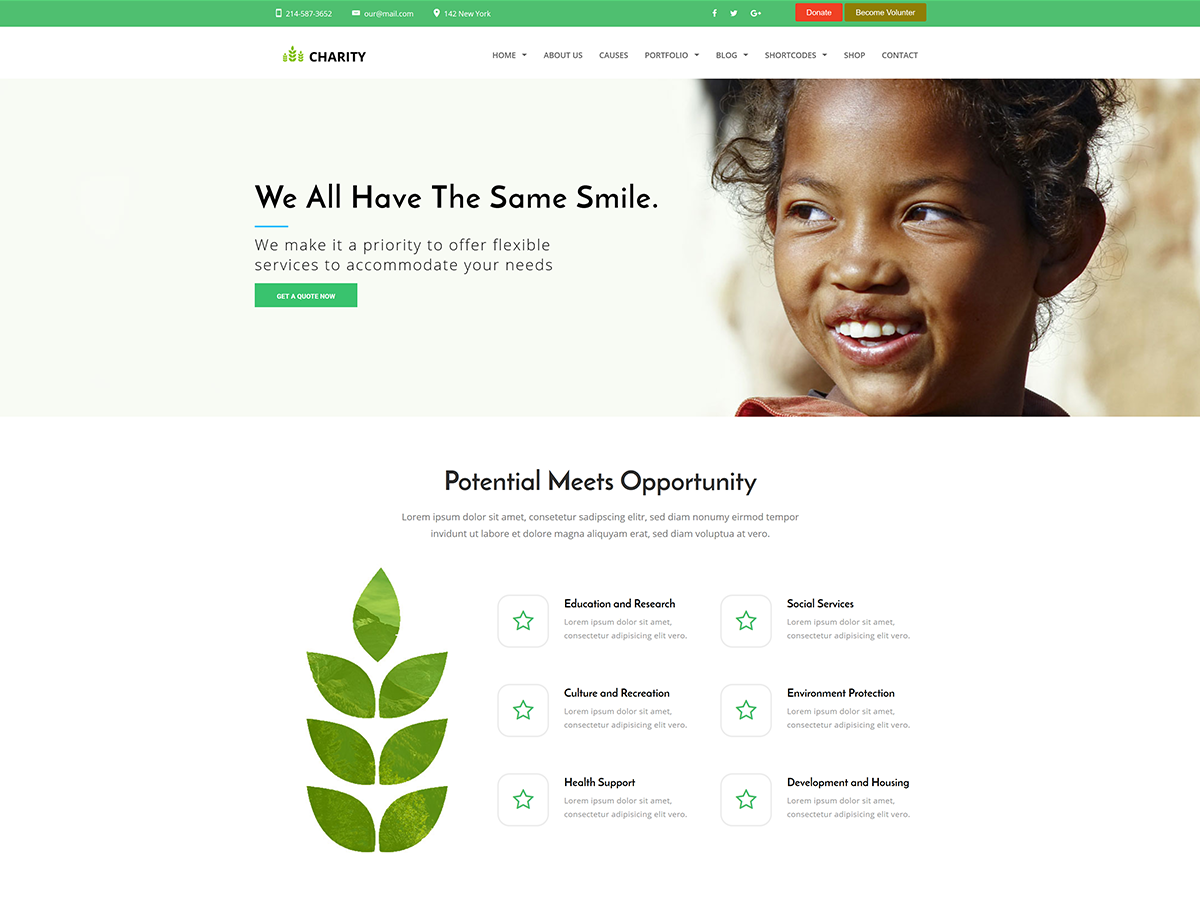 214-587-3652 our@mail.com 142 New York Donate Become Volunter
CHARITY HOME ABOUT US CAUSES PORTFOLIO BLOG SHORTCODES SHOP CONTACT
We All Have The Same Smile.
We make it a priority to offer flexible
services to accommodate your needs
GET A QUOTE NOW
Potential Meets Opportunity
Lorem ipsum dolor sit amet, consetetur sadipscing elitr, sed diam nonumy eirmod tempor
invidunt ut labore et dolore magna aliquyam erat, sed diam voluptua at vero.
Education and Research
Lorem ipsum dolor sit amet,
consectetur adipisicing elit vero.
Social Services
Lorem ipsum dolor sit amet,
consectetur adipisicing elit vero.
Culture and Recreation
Lorem ipsum dolor sit amet,
consectetur adipisicing elit vero.
Environment Protection
Lorem ipsum dolor sit amet,
consectetur adipisicing elit vero.
Health Support
Lorem ipsum dolor sit amet,
consectetur adipisicing elit vero.
Development and Housing
Lorem ipsum dolor sit amet,
consectetur adipisicing elit vero.